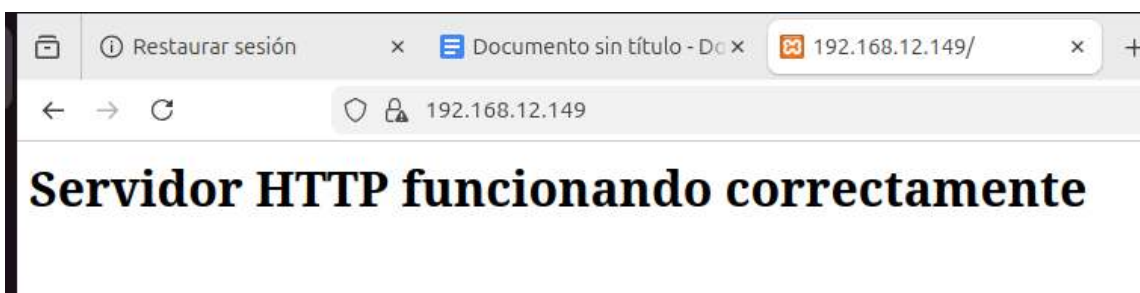 Restaurar sesión
Documento sin título - Do
192.168.12.149/
192.168.12.149
Servidor HTTP funcionando correctamente